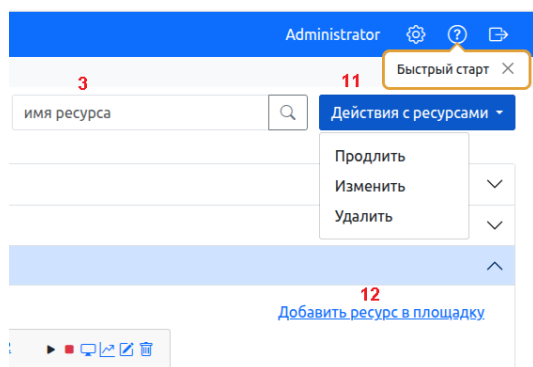 Administrator
Быстрый старт
3
11
имя ресурса
Действия с ресурсами
Продлить
Изменить
Удалить
12
Добавить ресурс в площадку